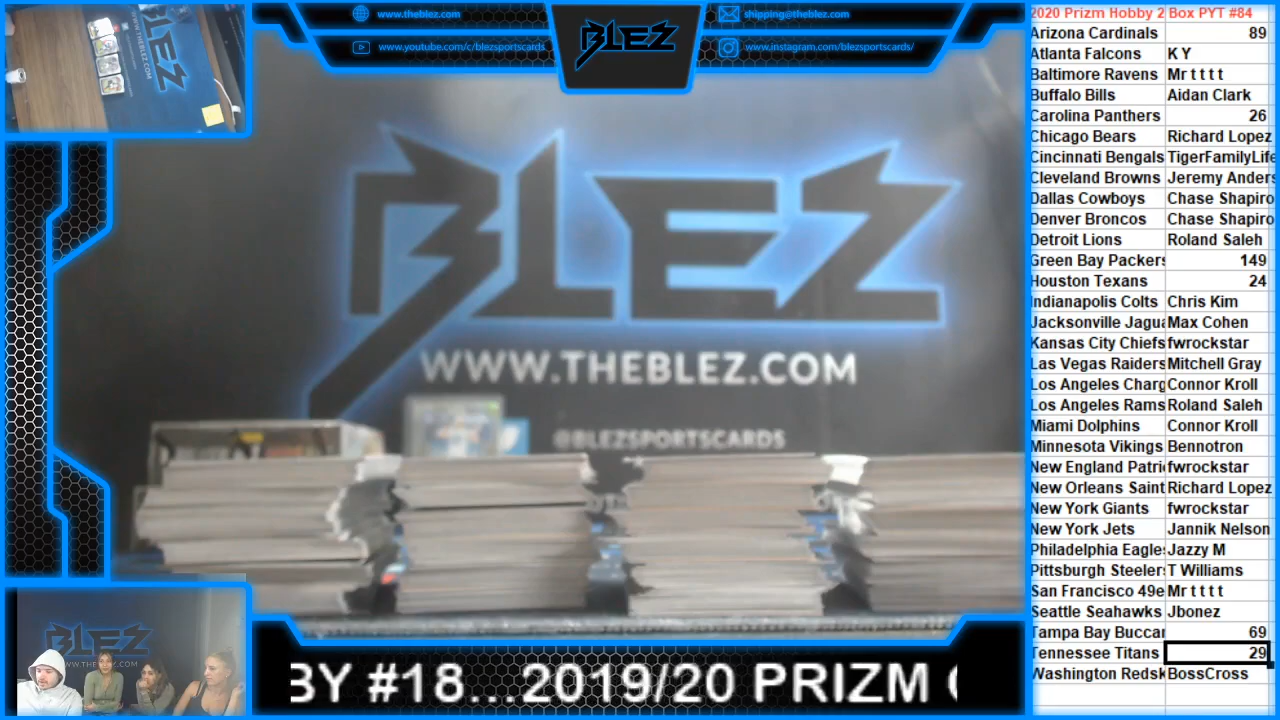 www.theblez.com
shipping@theblez.com
www.youtube.com/c/blezsportscards
www.instagram.com/blezsportscards/
BLEZ
BLEZ
WWW.THEBLEZ.COM
@BLEZSPORTSCARDS
BLEZ
WWW.THEBLEZ.COM
BLEZ
WWW.THEBLEZ.COM
BY #18...2019/20 PRIZM
2020 Prizm Hobby 2 Box PYT #84
Arizona Cardinals 89
Atlanta Falcons K Y
Baltimore Ravens Mr t t t t
Buffalo Bills Aidan Clark
Carolina Panthers 26
Chicago Bears Richard Lopez
Cincinnati Bengals TigerFamilyLife
Cleveland Browns Jeremy Anders
Dallas Cowboys Chase Shapiro
Denver Broncos Chase Shapiro
Detroit Lions Roland Saleh
Green Bay Packers 149
Houston Texans 24
Indianapolis Colts Chris Kim
Jacksonville Jagua Max Cohen
Kansas City Chiefs fwrockstar
Las Vegas Raiders Mitchell Gray
Los Angeles Charg Connor Kroll
Los Angeles Rams Roland Saleh
Miami Dolphins Connor Kroll
Minnesota Vikings Bennotron
New England Patri fwrockstar
New Orleans Saint Richard Lopez
New York Giants fwrockstar
New York Jets Jannik Nelson
Philadelphia Eagle Jazzy M
Pittsburgh Steelers T Williams
San Francisco 49e Mr t t t t
Seattle Seahawks Jbonez
Tampa Bay Buccar 69
Tennessee Titans 29
Washington Redsk BossCross